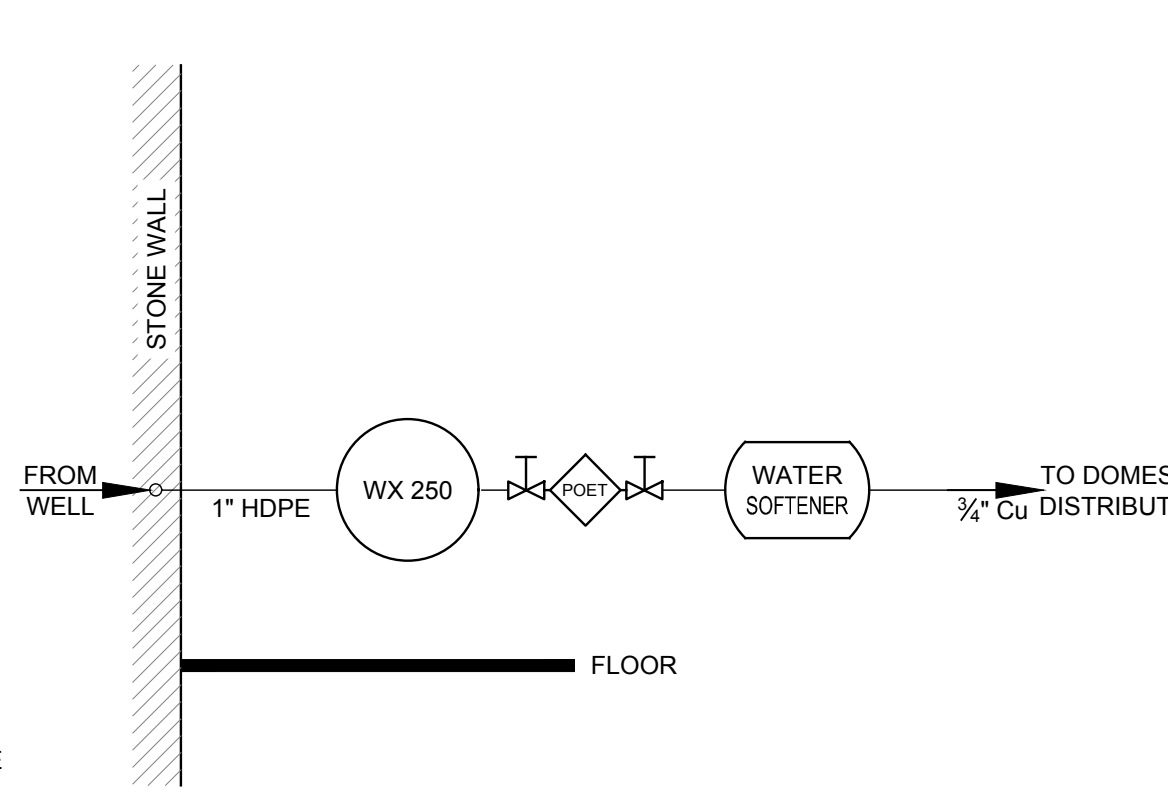 STONE WALL
FROM
WELL
1" HDPE
WX 250
POET
WATER
SOFTENER
¾" Cu
TO DOMES
DISTRIBUT
FLOOR
E